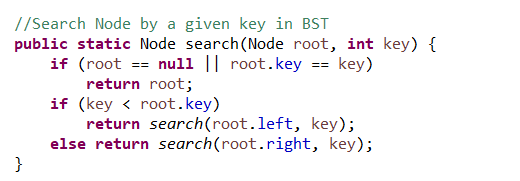 //Search Node by a given key in BST
public static Node search(Node root, int key) {
    if (root == null || root.key == key)
        return root;
    if (key < root.key)
        return search(root.left, key);
    else return search(root.right, key);
}